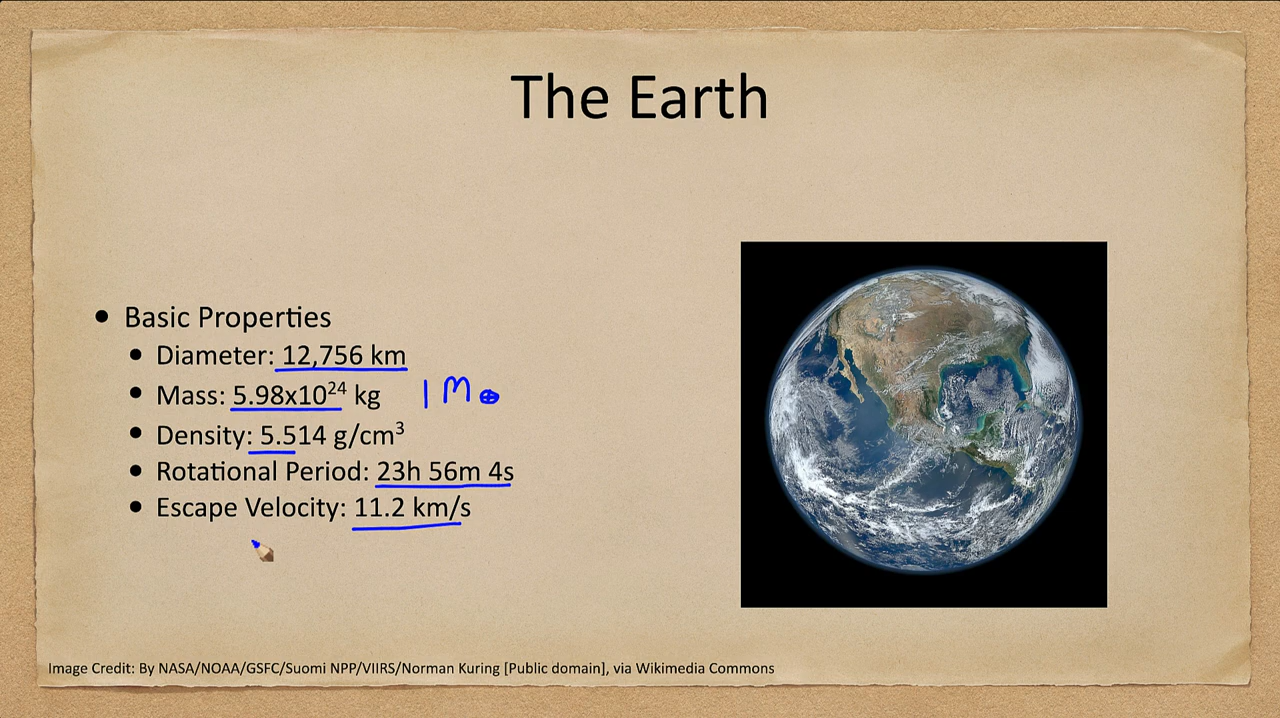 The Earth
• Basic Properties
• Diameter: 12,756 km
• Mass: 5.98x10²⁴ kg 1 M⊕
• Density: 5.514 g/cm³
• Rotational Period: 23h 56m 4s
• Escape Velocity: 11.2 km/s
Image Credit: By NASA/NOAA/GSFC/Suomi NPP/VIIRS/Norman Kuring [Public domain], via Wikimedia Commons